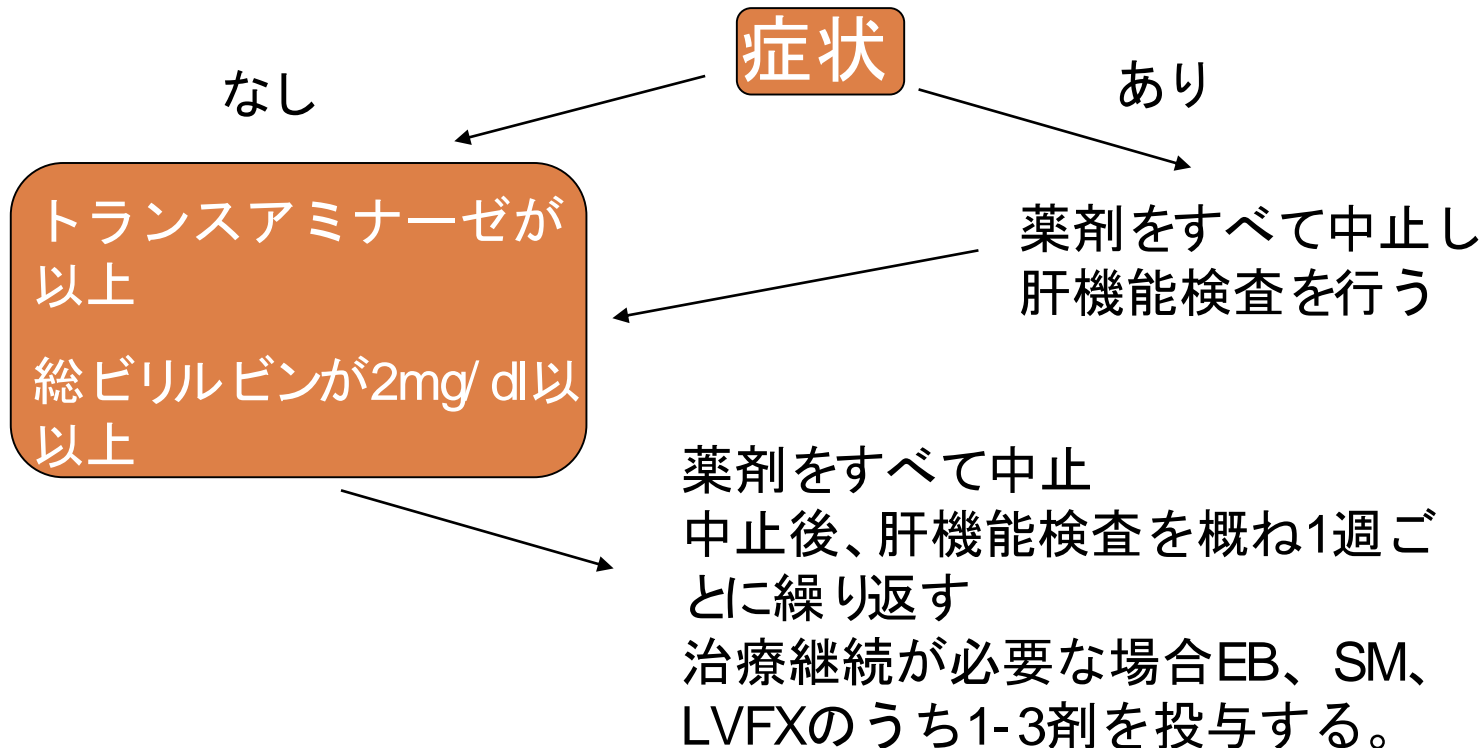 症状
なし
あり
トランスアミナーゼが
以上
総ビリルビンが2mg/dl以
以上
薬剤をすべて中止し
肝機能検査を行う
薬剤をすべて中止
中止後、肝機能検査を概ね1週ご
とに繰り返す
治療継続が必要な場合EB、SM、
LVFXのうち1-3剤を投与する。